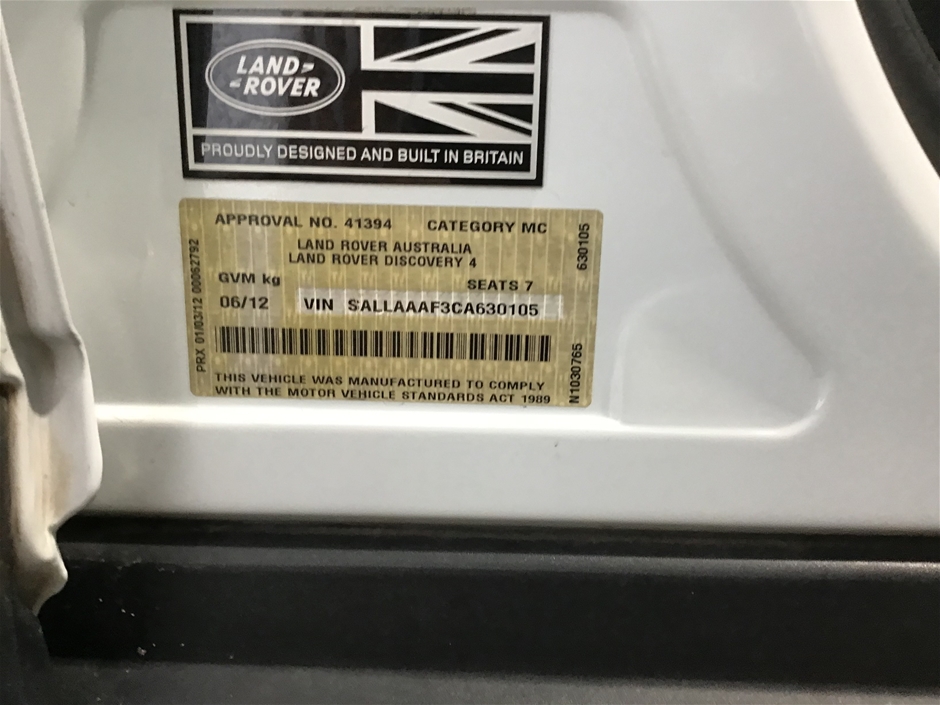 LAND
ROVER
PROUDLY DESIGNED AND BUILT IN BRITAIN
APPROVAL NO. 41394 CATEGORY MC
LAND ROVER AUSTRALIA
LAND ROVER DISCOVERY 4
GVM kg SEATS 7
06/12 VIN SALLAAAF3CA630105
THIS VEHICLE WAS MANUFACTURED TO COMPLY
WITH THE MOTOR VEHICLE STANDARDS ACT 1989
PRX 01/03/12 00062792
630105
N1030765